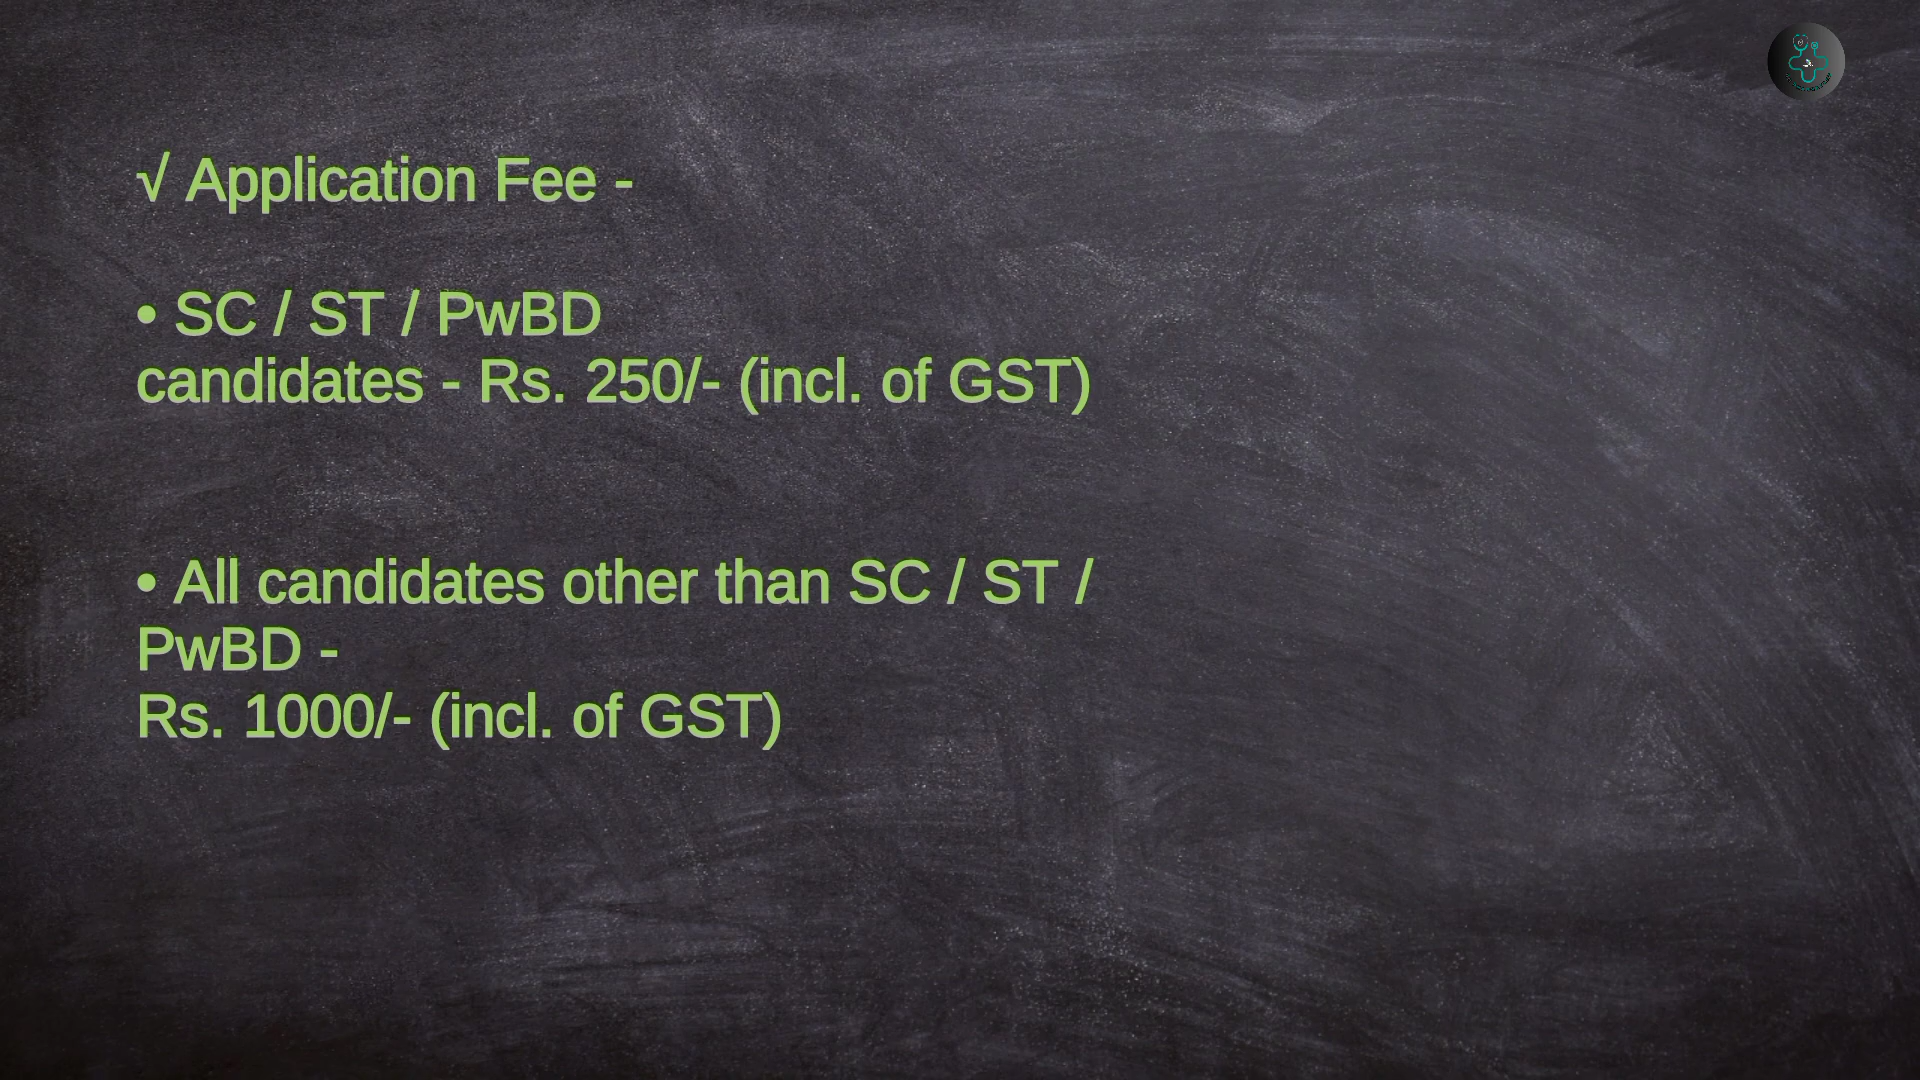 √ Application Fee -
• SC / ST / PwBD
candidates - Rs. 250/- (incl. of GST)
• All candidates other than SC / ST /
PwBD -
Rs. 1000/- (incl. of GST)